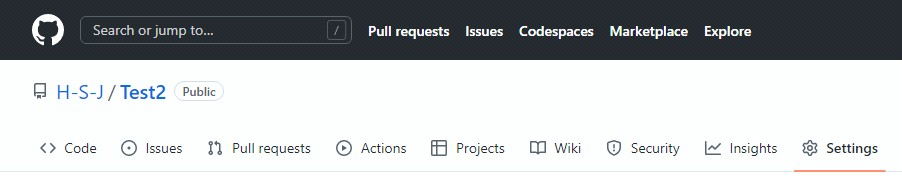 Search or jump to... / Pull requests Issues Codespaces Marketplace Explore
H-S-J / Test2 Public
Code Issues Pull requests Actions Projects Wiki Security Insights Settings